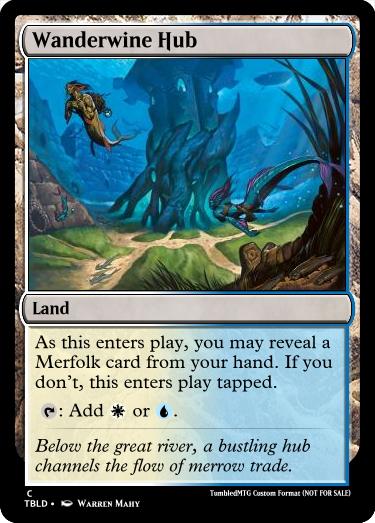 Wanderwine Hub
Land
As this enters play, you may reveal a
Merfolk card from your hand. If you
don't, this enters play tapped.
: Add or .
Below the great river, a bustling hub
channels the flow of merrow trade.
C
TBLD • Warren Mahy
TumbledMTG Custom Format (NOT FOR SALE)